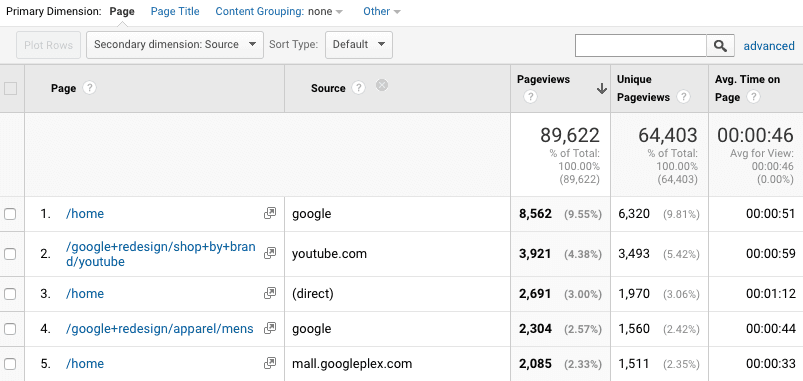 Primary Dimension: Page Page Title Content Grouping: none Other
Plot Rows Secondary dimension: Source Sort Type: Default advanced
Page ? Source ? Pageviews ? Unique Pageviews ? Avg. Time on Page ?
89,622 64,403 00:00:46
% of Total: % of Total: Avg for View:
100.00% 100.00% 00:00:46
(89,622) (64,403) (0.00%)
1. /home google 8,562 (9.55%) 6,320 (9.81%) 00:00:51
2. /google+redesign/shop+by+bran
d/youtube youtube.com 3,921 (4.38%) 3,493 (5.42%) 00:00:59
3. /home (direct) 2,691 (3.00%) 1,970 (3.06%) 00:01:12
4. /google+redesign/apparel/mens google 2,304 (2.57%) 1,560 (2.42%) 00:00:44
5. /home mall.googleplex.com 2,085 (2.33%) 1,511 (2.35%) 00:00:33